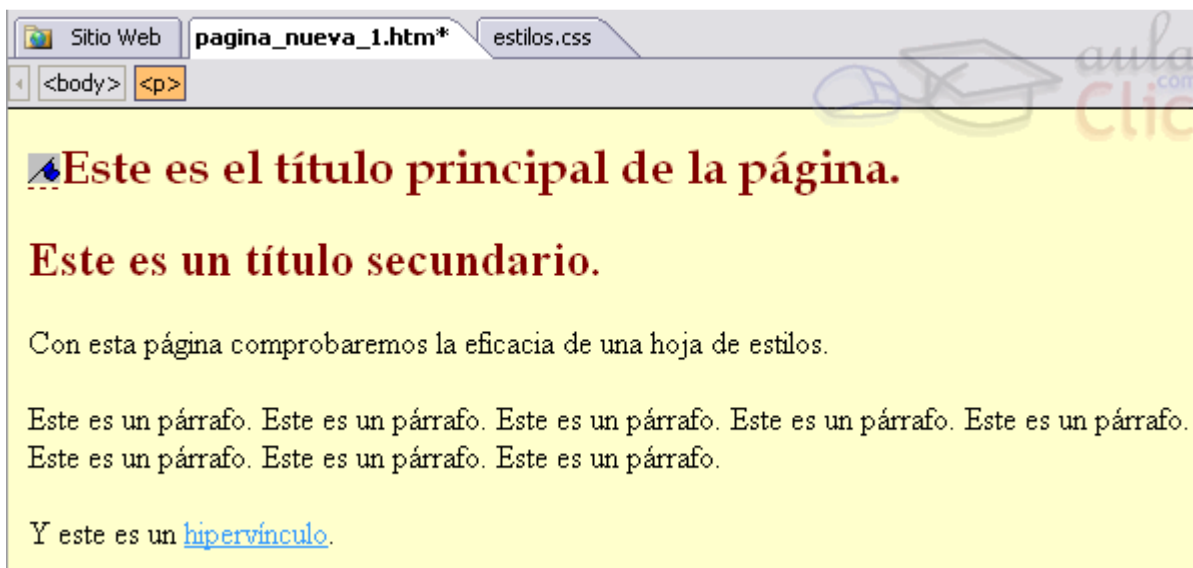 Sitio Web pagina_nueva_1.htm* estilos.css
<body> <p>
aula
Clic
com
Este es el título principal de la página.
Este es un título secundario.
Con esta página comprobaremos la eficacia de una hoja de estilos.
Este es un párrafo. Este es un párrafo. Este es un párrafo. Este es un párrafo. Este es un párrafo.
Este es un párrafo. Este es un párrafo. Este es un párrafo.
Y este es un hipervínculo.